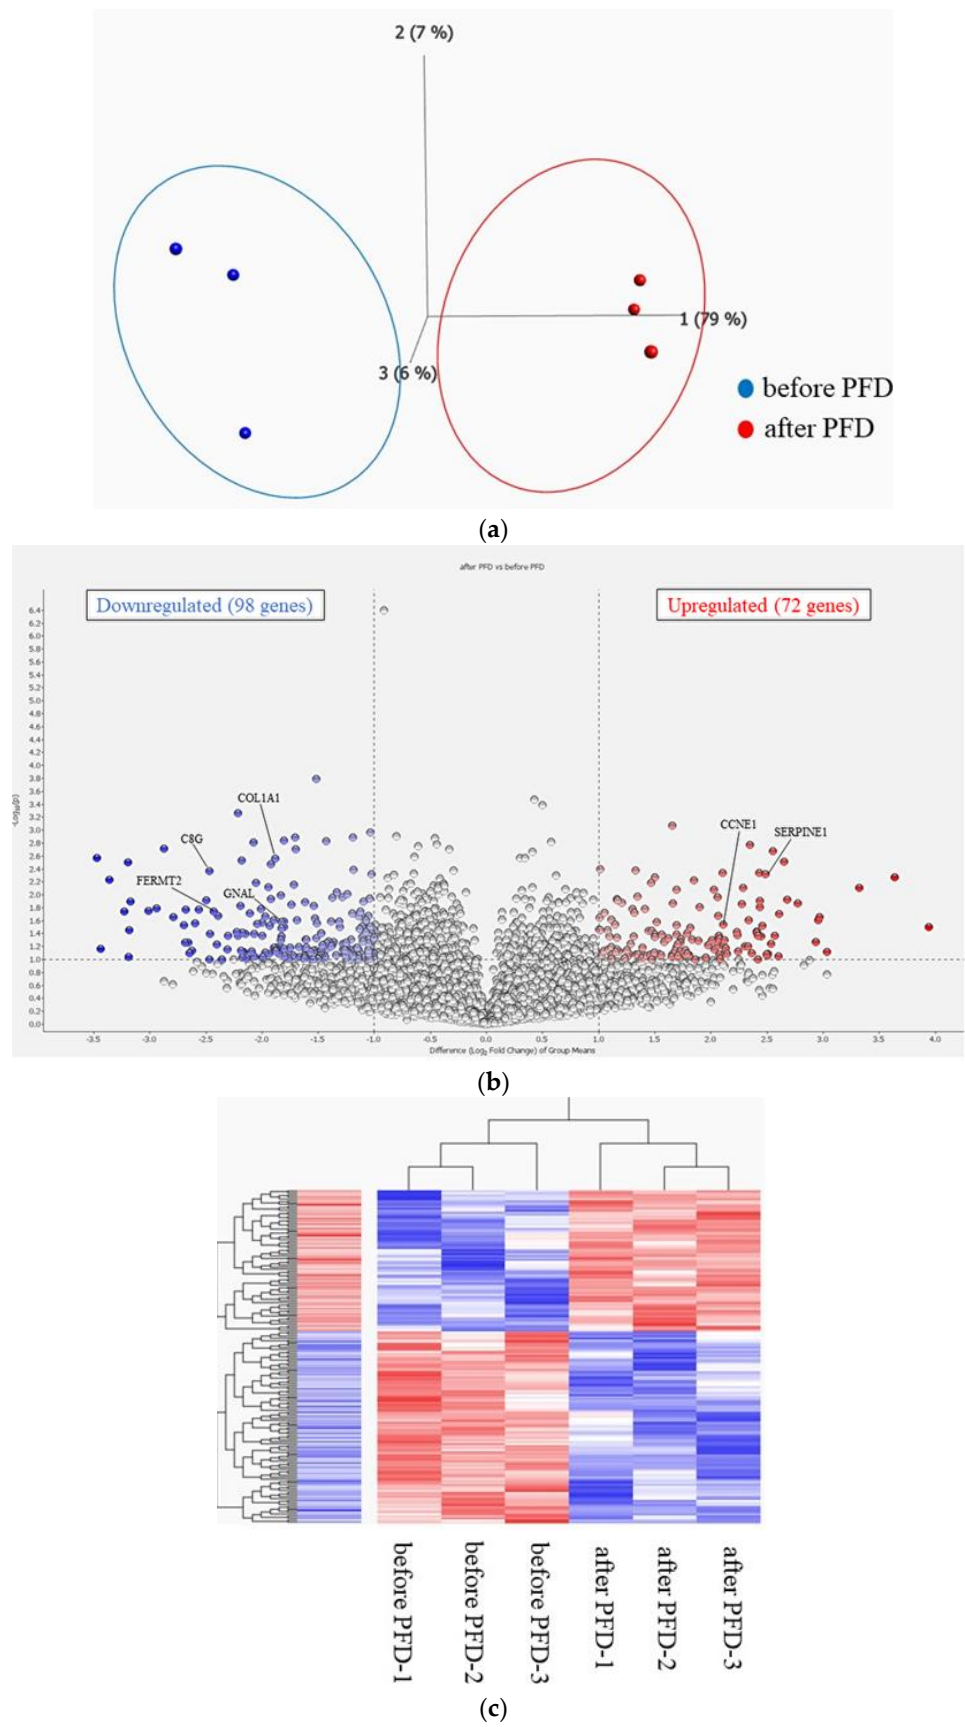 2 (7 %)
1 (79 %)
3 (6 %)
before PFD
after PFD
(a)
after PFD vs before PFD
Downregulated (98 genes)
Upregulated (72 genes)
6.4
6.2
6.0
5.8
5.6
5.4
5.2
5.0
4.8
4.6
4.4
4.2
4.0
3.8
3.6
3.4
3.2
3.0
2.8
2.6
2.4
2.2
2.0
1.8
1.6
1.4
1.2
1.0
0.8
0.6
0.4
0.2
0.0
-Log₁₀(p)
COL1A1
C8G
FERMT2
GNAL
CCNE1
SERPINE1
-3.5 -3.0 -2.5 -2.0 -1.5 -1.0 -0.5 0.0 0.5 1.0 1.5 2.0 2.5 3.0 3.5 4.0
Difference (Log₂ Fold Change) of Group Means
(b)
before PFD-1
before PFD-2
before PFD-3
after PFD-1
after PFD-2
after PFD-3
(c)